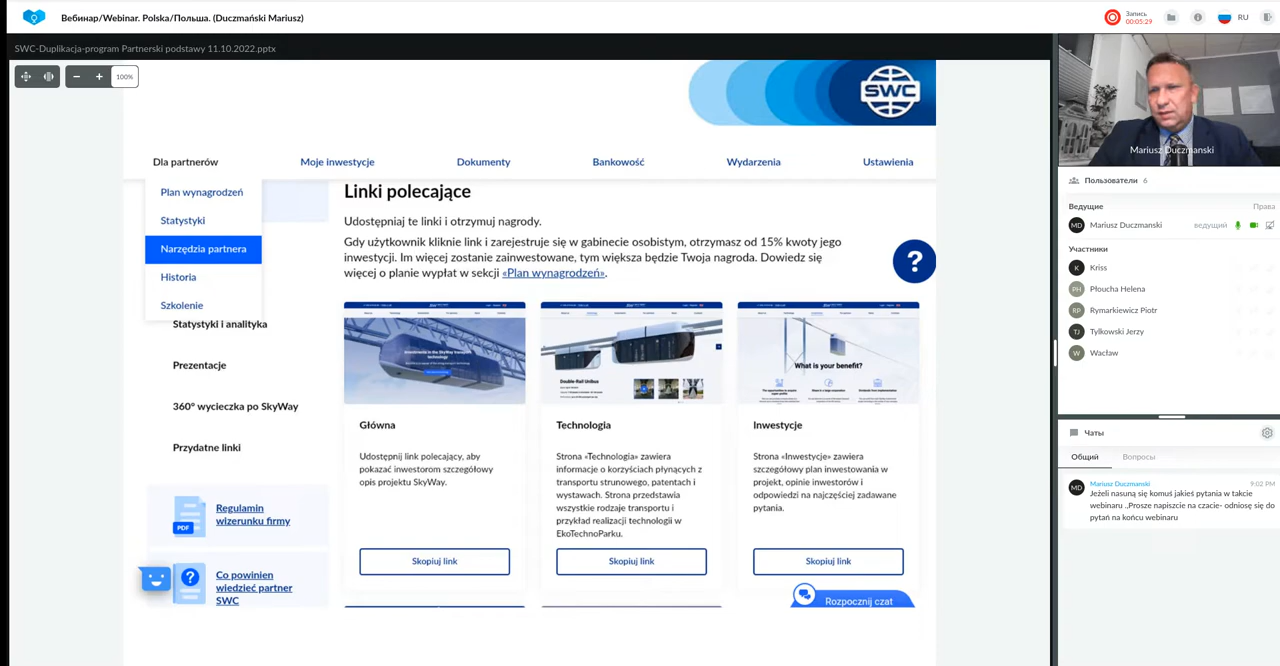 Вебинар/Webinar. Polska/Польша. (Duczmański Mariusz)
Запись
00:05:29
RU
SWC-Duplikacja-program Partnerski podstawy 11.10.2022.pptx
100%
SWC
Dla partnerów
Moje inwestycje
Dokumenty
Bankowość
Wydarzenia
Ustawienia
Plan wynagrodzeń
Statystyki
Narzędzia partnera
Historia
Szkolenie
Statystyki i analityka
Prezentacje
360° wycieczka po SkyWay
Przydatne linki
PDF
Regulamin
wizerunku firmy
?
Co powinien
wiedzieć partner
SWC
Linki polecające
Udostępniaj te linki i otrzymuj nagrody.
Gdy użytkownik kliknie link i zarejestruje się w gabinecie osobistym, otrzymasz od 15% kwoty jego
inwestycji. Im więcej zostanie zainwestowane, tym większa będzie Twoja nagroda. Dowiedz się
więcej o planie wypłat w sekcji «Plan wynagrodzeń».
?
Double-Rail Unibus
What is your benefit?
Główna
Udostępnij link polecający, aby
pokazać inwestorom szczegółowy
opis projektu SkyWay.
Skopiuj link
Technologia
Strona «Technologia» zawiera
informacje o korzyściach płynących z
transportu strunowego, patentach i
wystawach. Strona przedstawia
wszystkie rodzaje transportu i
przykład realizacji technologii w
EkoTechnoParku.
Skopiuj link
Inwestycje
Strona «Inwestycje» zawiera
szczegółowy plan inwestowania w
projekt, opinie inwestorów i
odpowiedzi na najczęściej zadawane
pytania.
Skopiuj link
Rozpocznij czat
Mariusz Duczmanski
Пользователи 6
Ведущие
Права
MD
Mariusz Duczmanski
ведущий
Участники
K
Kriss
PH
Płoucha Helena
RP
Rymarkiewicz Piotr
TJ
Tylkowski Jerzy
W
Wacław
Чаты
Общий
Вопросы
MD
Mariusz Duczmanski
9:02 PM
Jeżeli nasuną się komuś jakieś pytania w takcie
webinaru ,,Prosze napiszcie na czacie- odniosę się do
pytań na końcu webinaru